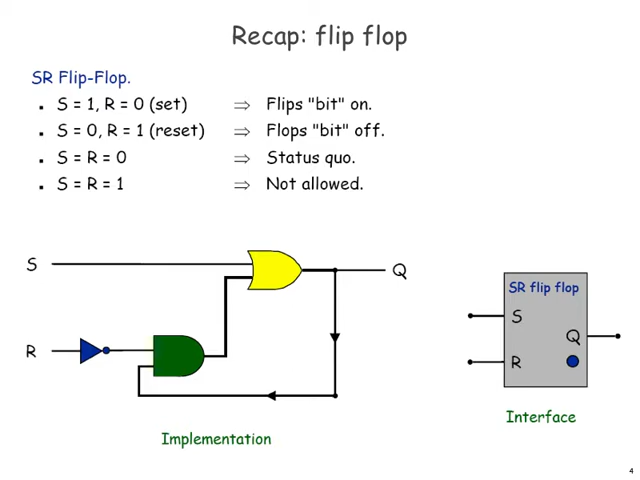 Recap: flip flop
SR Flip-Flop.
▪ S = 1, R = 0 (set) ⇒ Flips "bit" on.
▪ S = 0, R = 1 (reset) ⇒ Flops "bit" off.
▪ S = R = 0 ⇒ Status quo.
▪ S = R = 1 ⇒ Not allowed.
S
Q
R
Implementation
SR flip flop
S
Q
R
Interface
4